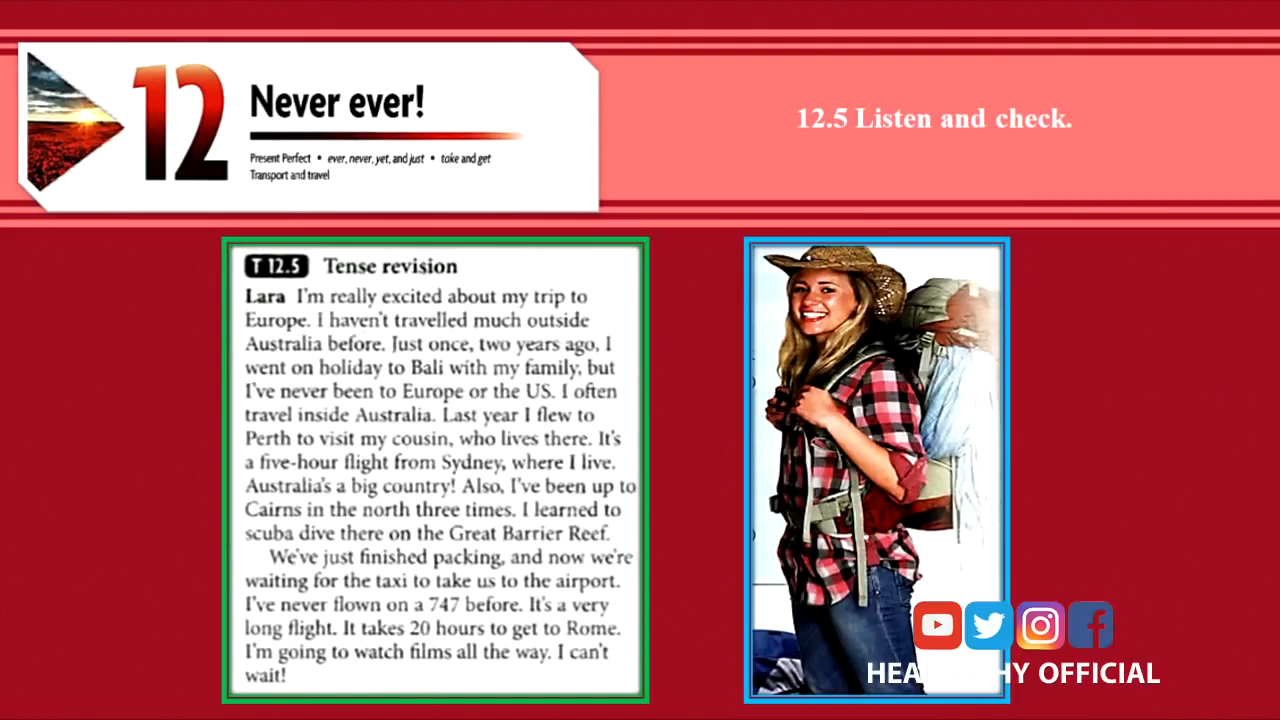 12 Never ever!
Present Perfect • ever, never, yet, and just • take and get
Transport and travel
12.5 Listen and check.
T 12.5 Tense revision
Lara I'm really excited about my trip to
Europe. I haven't travelled much outside
Australia before. Just once, two years ago, I
went on holiday to Bali with my family, but
I've never been to Europe or the US. I often
travel inside Australia. Last year I flew to
Perth to visit my cousin, who lives there. It's
a five-hour flight from Sydney, where I live.
Australia's a big country! Also, I've been up to
Cairns in the north three times. I learned to
scuba dive there on the Great Barrier Reef.
We've just finished packing, and now we're
waiting for the taxi to take us to the airport.
I've never flown on a 747 before. It's a very
long flight. It takes 20 hours to get to Rome.
I'm going to watch films all the way. I can't
wait!
OFFICIAL